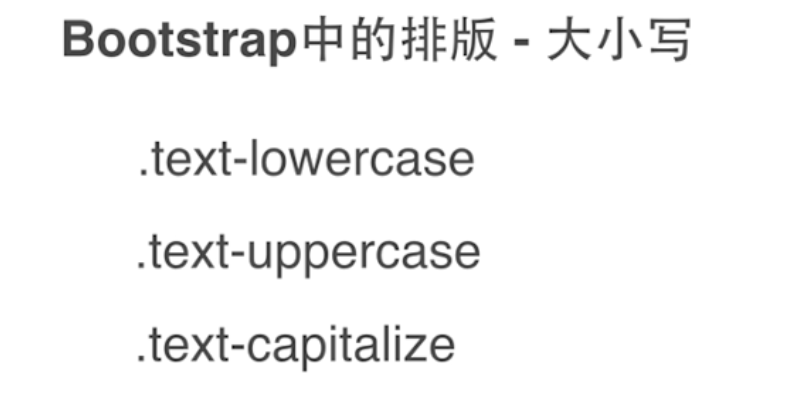 Bootstrap中的排版 - 大小写
.text-lowercase
.text-uppercase
.text-capitalize